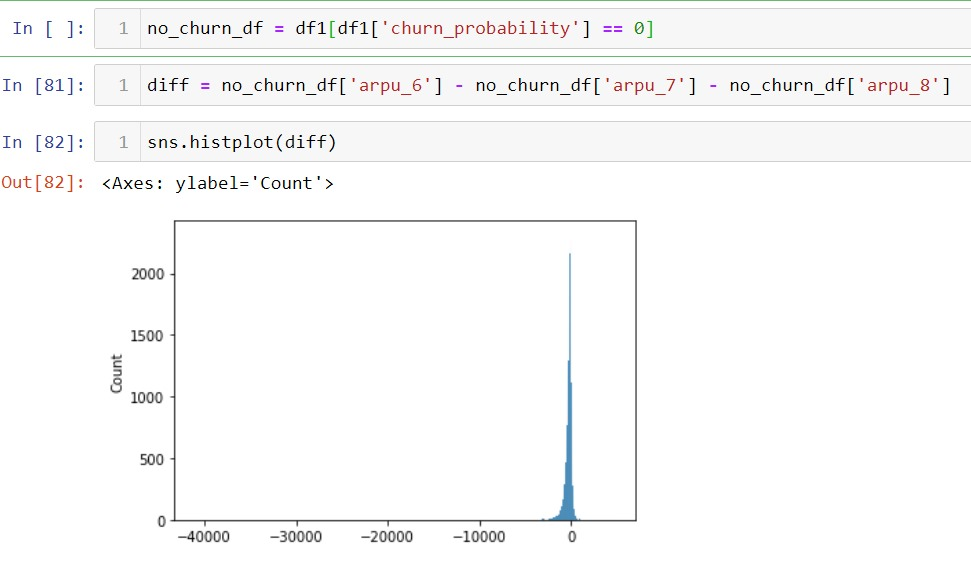 In [ ]: 1 no_churn_df = df1[df1['churn_probability'] == 0]
In [81]: 1 diff = no_churn_df['arpu_6'] - no_churn_df['arpu_7'] - no_churn_df['arpu_8']
In [82]: 1 sns.histplot(diff)
Out[82]: <Axes: ylabel='Count'>
2000
1500
Count
1000
500
0
−40000 −30000 −20000 −10000 0